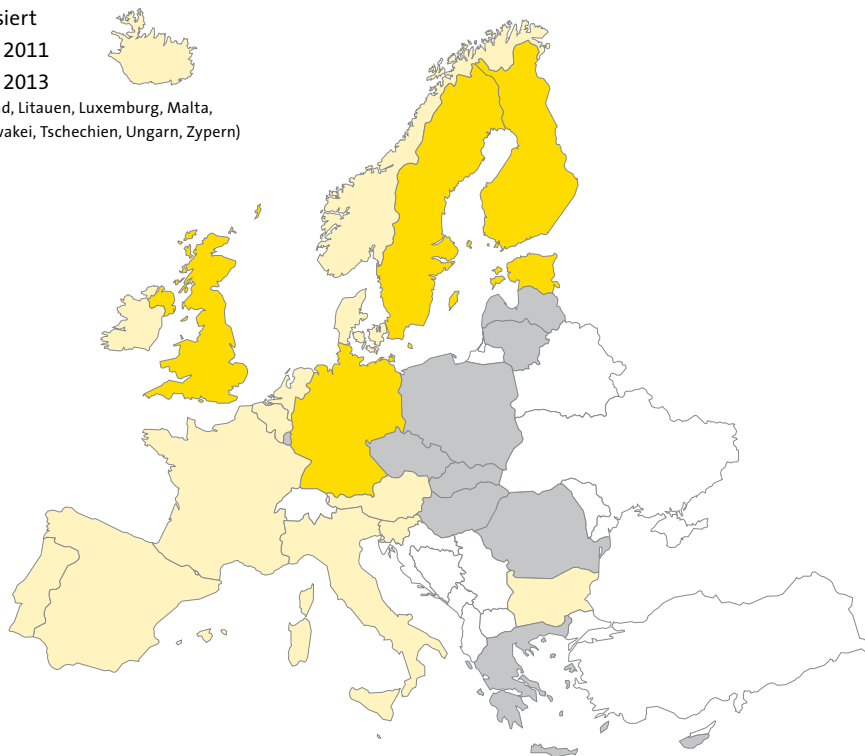 siert
2011
2013
d, Litauen, Luxemburg, Malta,
vakei, Tschechien, Ungarn, Zypern)